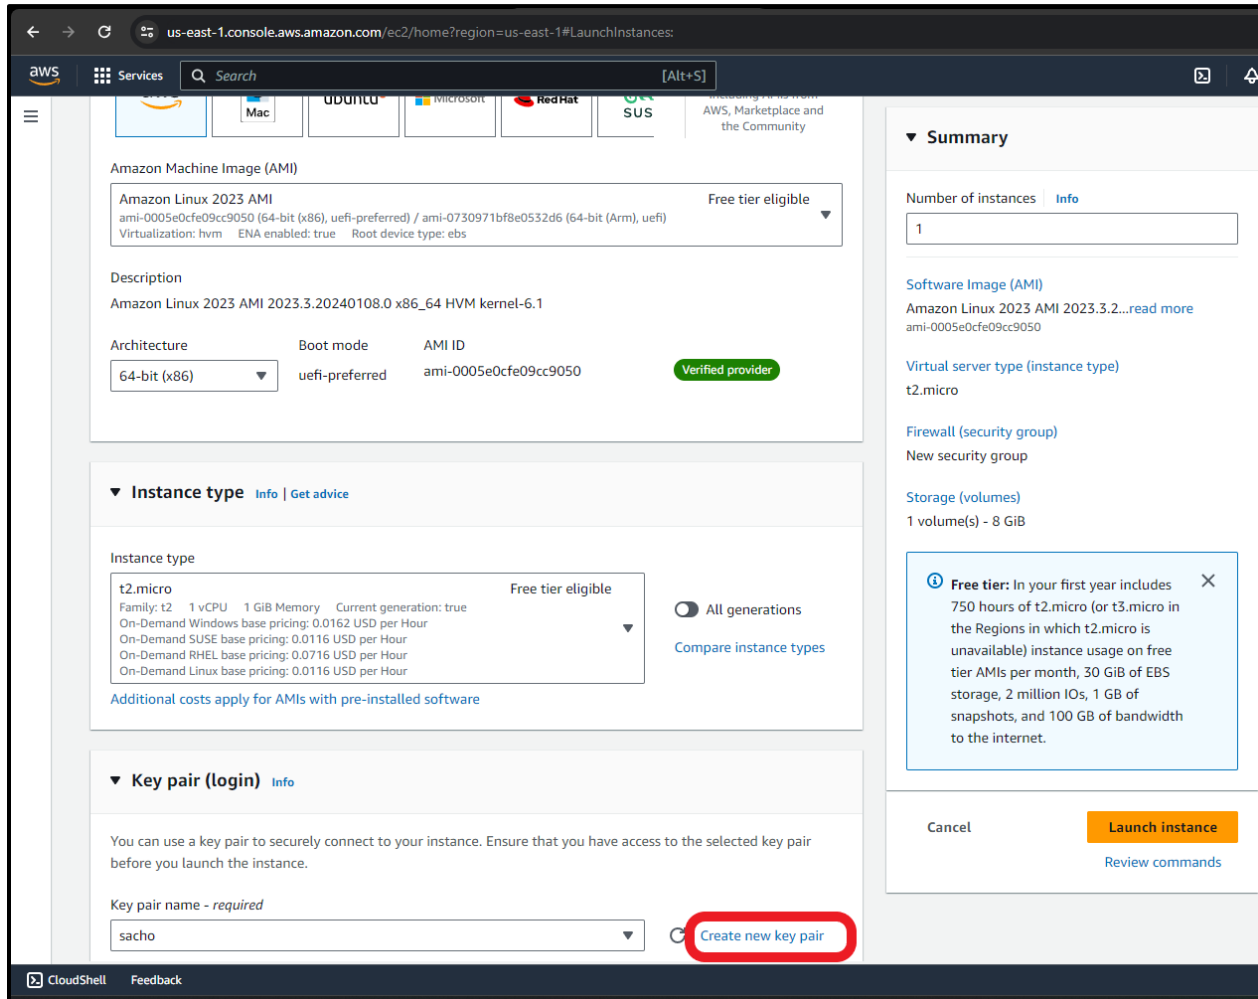 us-east-1.console.aws.amazon.com/ec2/home?region=us-east-1#LaunchInstances:
aws
Services
Search
[Alt+S]
aws
Mac
ubuntu
Microsoft
Red Hat
SUS
including AMIs from
AWS, Marketplace and
the Community
Amazon Machine Image (AMI)
Amazon Linux 2023 AMI
Free tier eligible
ami-0005e0cfe09cc9050 (64-bit (x86), uefi-preferred) / ami-0730971bf8e0532d6 (64-bit (Arm), uefi)
Virtualization: hvm ENA enabled: true Root device type: ebs
Description
Amazon Linux 2023 AMI 2023.3.20240108.0 x86_64 HVM kernel-6.1
Architecture
Boot mode
AMI ID
64-bit (x86)
uefi-preferred
ami-0005e0cfe09cc9050
Verified provider
Instance type Info | Get advice
Instance type
t2.micro
Free tier eligible
Family: t2 1 vCPU 1 GiB Memory Current generation: true
On-Demand Windows base pricing: 0.0162 USD per Hour
On-Demand SUSE base pricing: 0.0116 USD per Hour
On-Demand RHEL base pricing: 0.0716 USD per Hour
On-Demand Linux base pricing: 0.0116 USD per Hour
All generations
Compare instance types
Additional costs apply for AMIs with pre-installed software
Key pair (login) Info
You can use a key pair to securely connect to your instance. Ensure that you have access to the selected key pair
before you launch the instance.
Key pair name - required
sacho
Create new key pair
Summary
Number of instances Info
1
Software Image (AMI)
Amazon Linux 2023 AMI 2023.3.2...read more
ami-0005e0cfe09cc9050
Virtual server type (instance type)
t2.micro
Firewall (security group)
New security group
Storage (volumes)
1 volume(s) - 8 GiB
Free tier: In your first year includes
750 hours of t2.micro (or t3.micro in
the Regions in which t2.micro is
unavailable) instance usage on free
tier AMIs per month, 30 GiB of EBS
storage, 2 million IOs, 1 GB of
snapshots, and 100 GB of bandwidth
to the internet.
Cancel
Launch instance
Review commands
CloudShell
Feedback